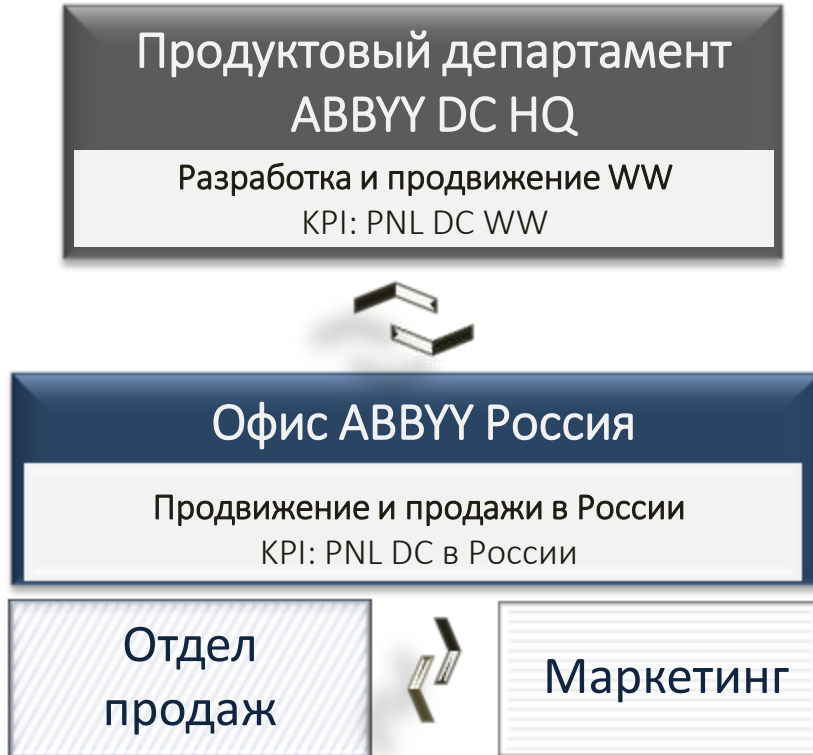 Продуктовый департамент
ABBYY DC HQ
Разработка и продвижение WW
KPI: PNL DC WW
Офис ABBYY Россия
Продвижение и продажи в России
KPI: PNL DC в России
Отдел
продаж
Маркетинг